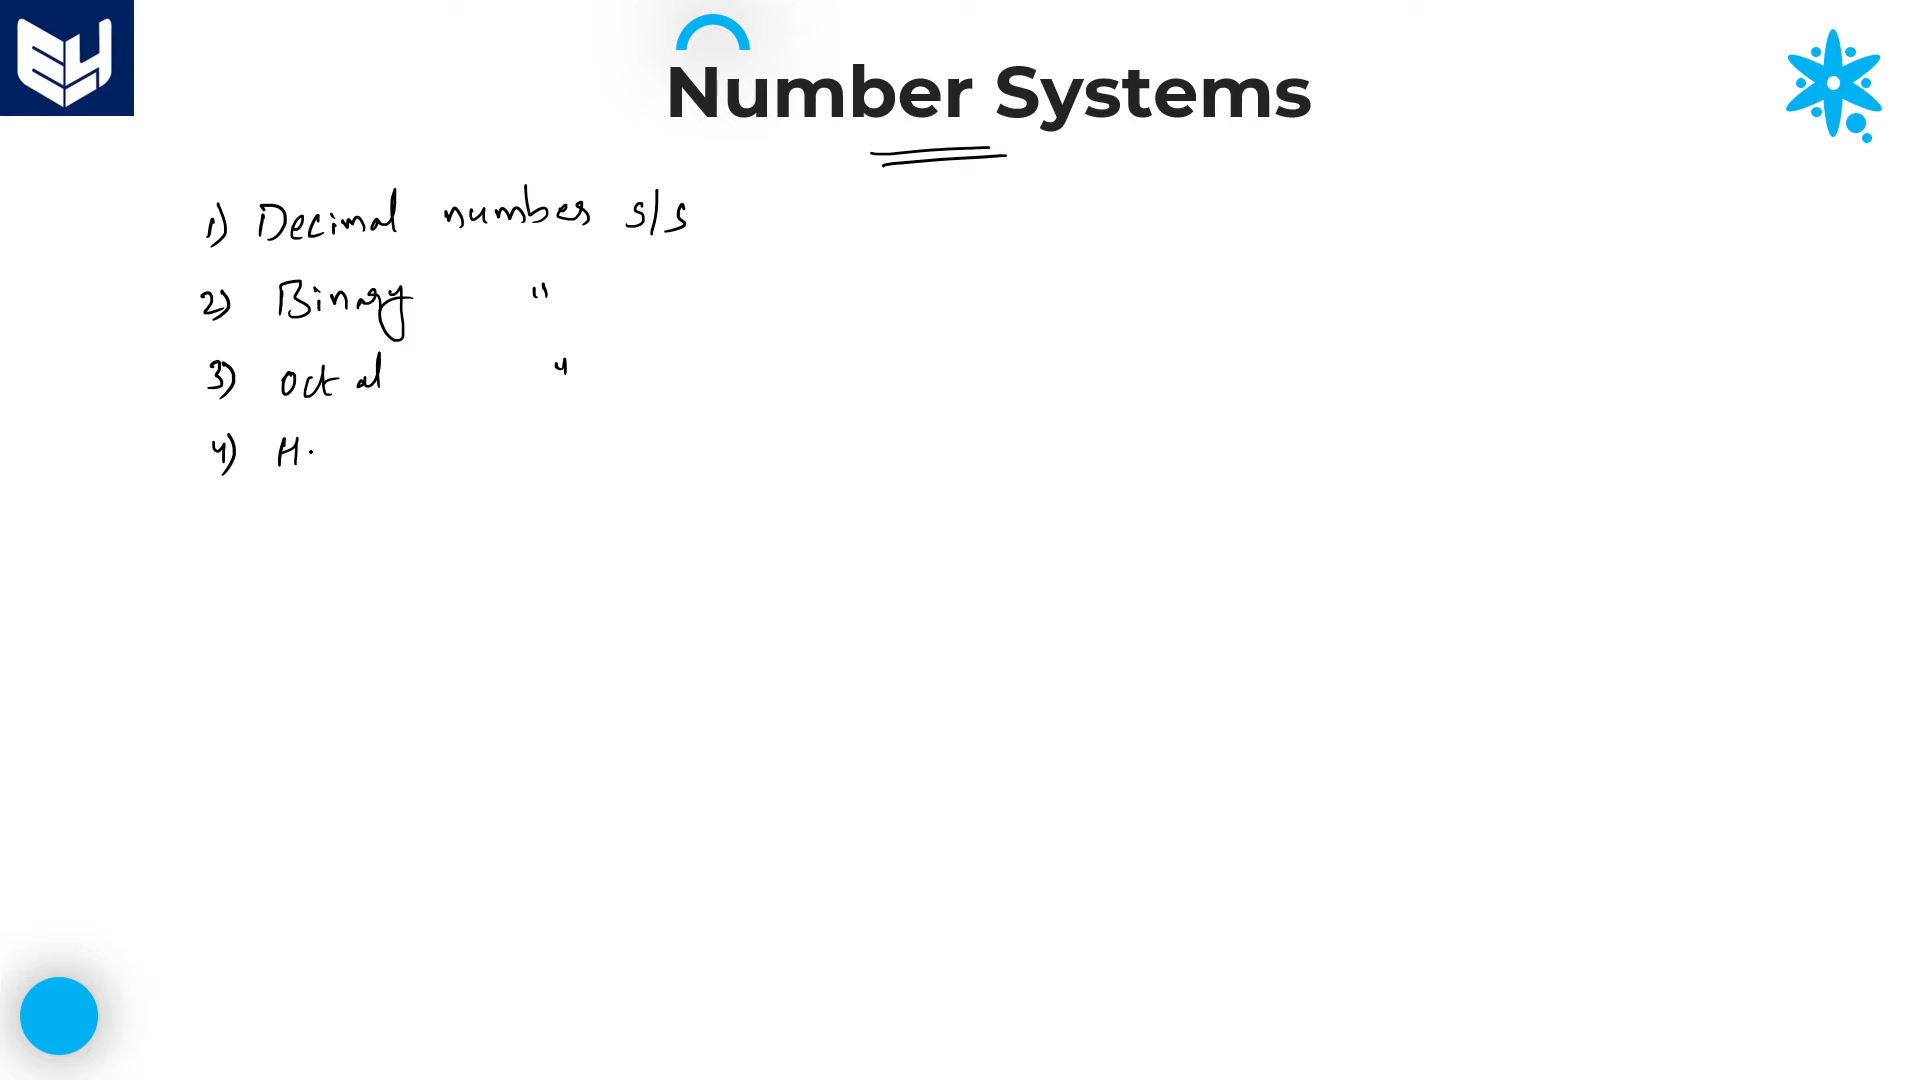 Number Systems
1) Decimal number s/s
2) Binary "
3) octal "
4) H.